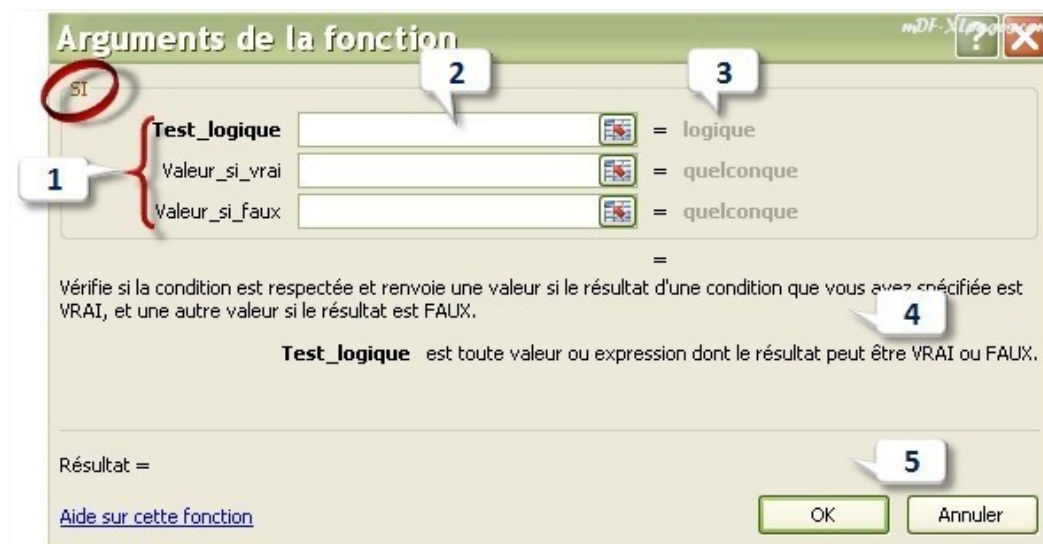 Arguments de la fonction
SI
2
3
Test_logique = logique
1
Valeur_si_vrai = quelconque
Valeur_si_faux = quelconque
=
Vérifie si la condition est respectée et renvoie une valeur si le résultat d'une condition que vous avez spécifiée est
VRAI, et une autre valeur si le résultat est FAUX.
4
Test_logique est toute valeur ou expression dont le résultat peut être VRAI ou FAUX.
5
Résultat =
Aide sur cette fonction
OK
Annuler